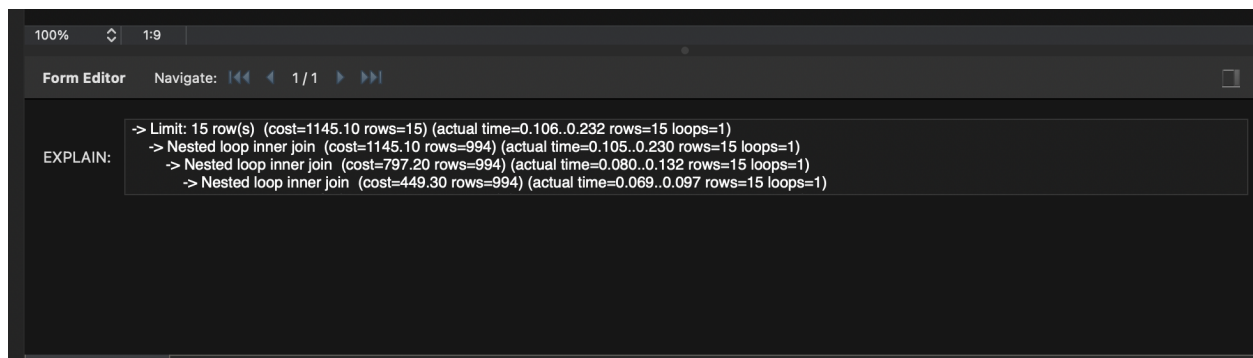 100% 1:9
Form Editor Navigate: 1 / 1
EXPLAIN:
-> Limit: 15 row(s) (cost=1145.10 rows=15) (actual time=0.106..0.232 rows=15 loops=1)
-> Nested loop inner join (cost=1145.10 rows=994) (actual time=0.105..0.230 rows=15 loops=1)
-> Nested loop inner join (cost=797.20 rows=994) (actual time=0.080..0.132 rows=15 loops=1)
-> Nested loop inner join (cost=449.30 rows=994) (actual time=0.069..0.097 rows=15 loops=1)